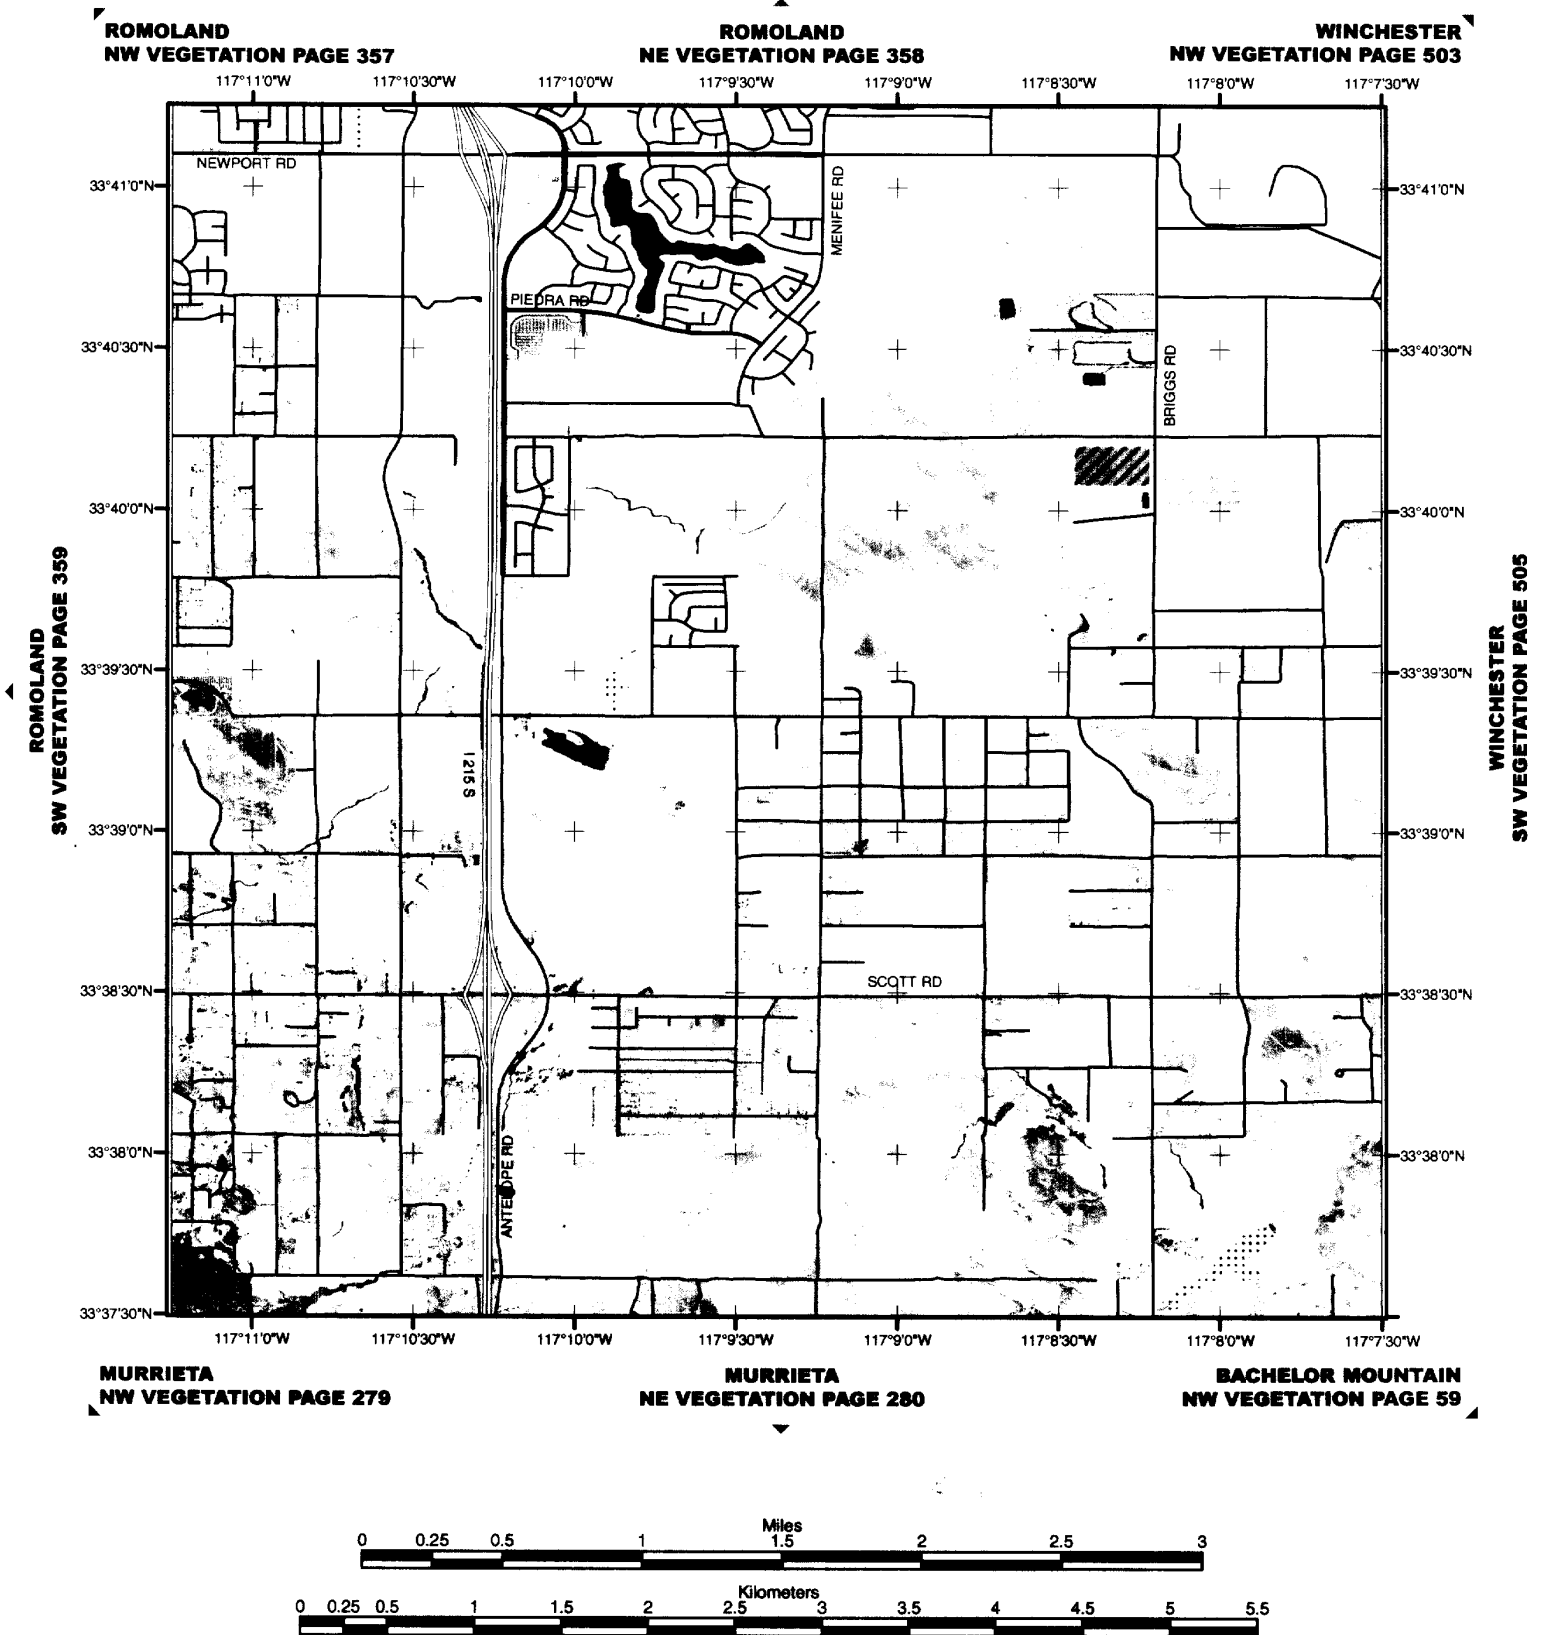 ROMOLAND
NW VEGETATION PAGE 357
ROMOLAND
NE VEGETATION PAGE 358
WINCHESTER
NW VEGETATION PAGE 503
117°11'0"W 117°10'30"W 117°10'0"W 117°9'30"W 117°9'0"W 117°8'30"W 117°8'0"W 117°7'30"W
NEWPORT RD
MENIFEE RD
33°41'0"N 33°41'0"N
PIEDRA RD
33°40'30"N 33°40'30"N
BRIGGS RD
33°40'0"N 33°40'0"N
ROMOLAND
SW VEGETATION PAGE 359
WINCHESTER
SW VEGETATION PAGE 505
33°39'30"N 33°39'30"N
I 215 S
33°39'0"N 33°39'0"N
SCOTT RD
33°38'30"N 33°38'30"N
33°38'0"N 33°38'0"N
ANTELOPE RD
33°37'30"N 33°37'30"N
117°11'0"W 117°10'30"W 117°10'0"W 117°9'30"W 117°9'0"W 117°8'30"W 117°8'0"W 117°7'30"W
MURRIETA
NW VEGETATION PAGE 279
MURRIETA
NE VEGETATION PAGE 280
BACHELOR MOUNTAIN
NW VEGETATION PAGE 59
Miles
0 0.25 0.5 1 1.5 2 2.5 3
Kilometers
0 0.25 0.5 1 1.5 2 2.5 3 3.5 4 4.5 5 5.5